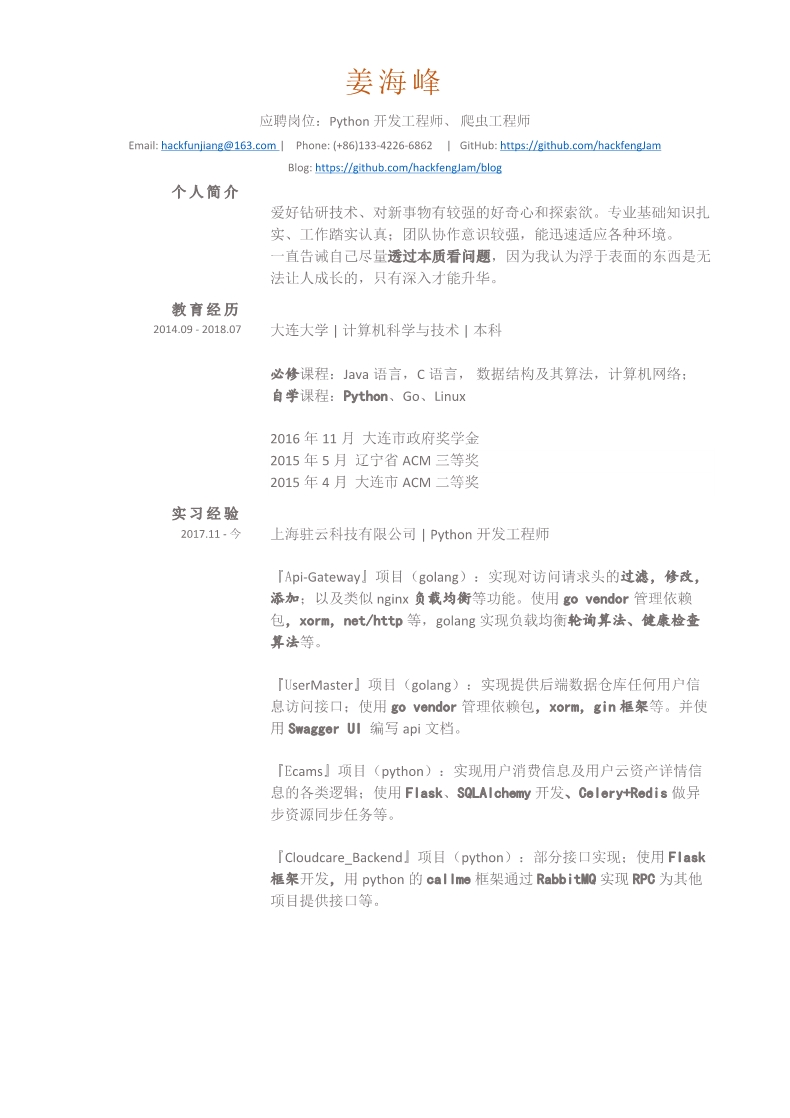 姜海峰
应聘岗位：Python 开发工程师、 爬虫工程师
Email: hackfunjiang@163.com | Phone: (+86)133-4226-6862 | GitHub: https://github.com/hackfengJam
Blog: https://github.com/hackfengJam/blog
个人简介
爱好钻研技术、对新事物有较强的好奇心和探索欲。专业基础知识扎
实、工作踏实认真；团队协作意识较强，能迅速适应各种环境。
一直告诫自己尽量透过本质看问题，因为我认为浮于表面的东西是无
法让人成长的，只有深入才能升华。
教育经历
2014.09 - 2018.07 大连大学 | 计算机科学与技术 | 本科
必修课程：Java 语言，C 语言， 数据结构及其算法，计算机网络；
自学课程：Python、Go、Linux
2016 年 11 月 大连市政府奖学金
2015 年 5 月 辽宁省 ACM 三等奖
2015 年 4 月 大连市 ACM 二等奖
实习经验
2017.11 - 今 上海驻云科技有限公司 | Python 开发工程师
『Api-Gateway』项目（golang）：实现对访问请求头的过滤，修改，
添加；以及类似 nginx 负载均衡等功能。使用 go vendor 管理依赖
包，xorm, net/http 等，golang 实现负载均衡轮询算法、健康检查
算法等。
『UserMaster』项目（golang）：实现提供后端数据仓库任何用户信
息访问接口；使用 go vendor 管理依赖包，xorm, gin 框架等。并使
用 Swagger UI 编写 api 文档。
『Ecams』项目（python）：实现用户消费信息及用户云资产详情信
息的各类逻辑；使用 Flask、SQLAlchemy 开发、Celery+Redis 做异
步资源同步任务等。
『Cloudcare_Backend』项目（python）：部分接口实现；使用 Flask
框架开发，用 python 的 callme 框架通过 RabbitMQ 实现 RPC 为其他
项目提供接口等。